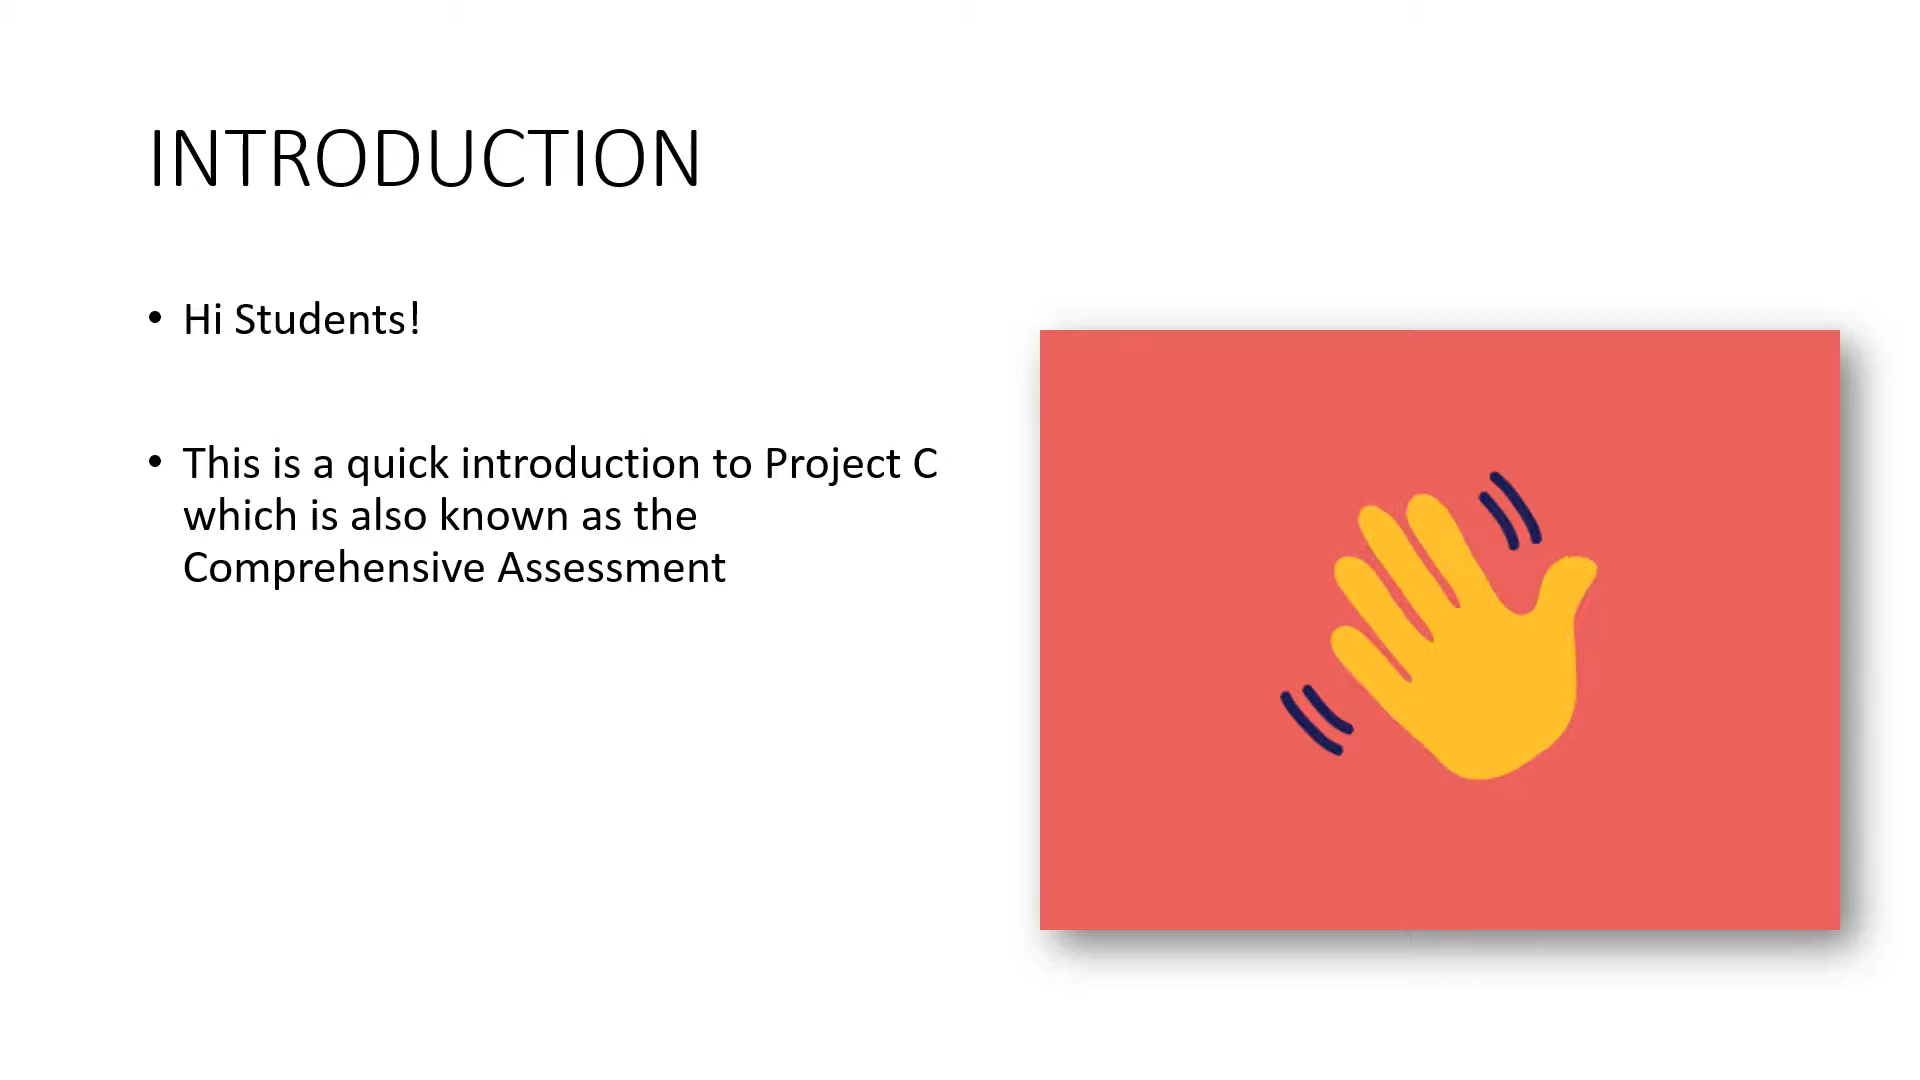 INTRODUCTION
• Hi Students!
• This is a quick introduction to Project C
which is also known as the
Comprehensive Assessment